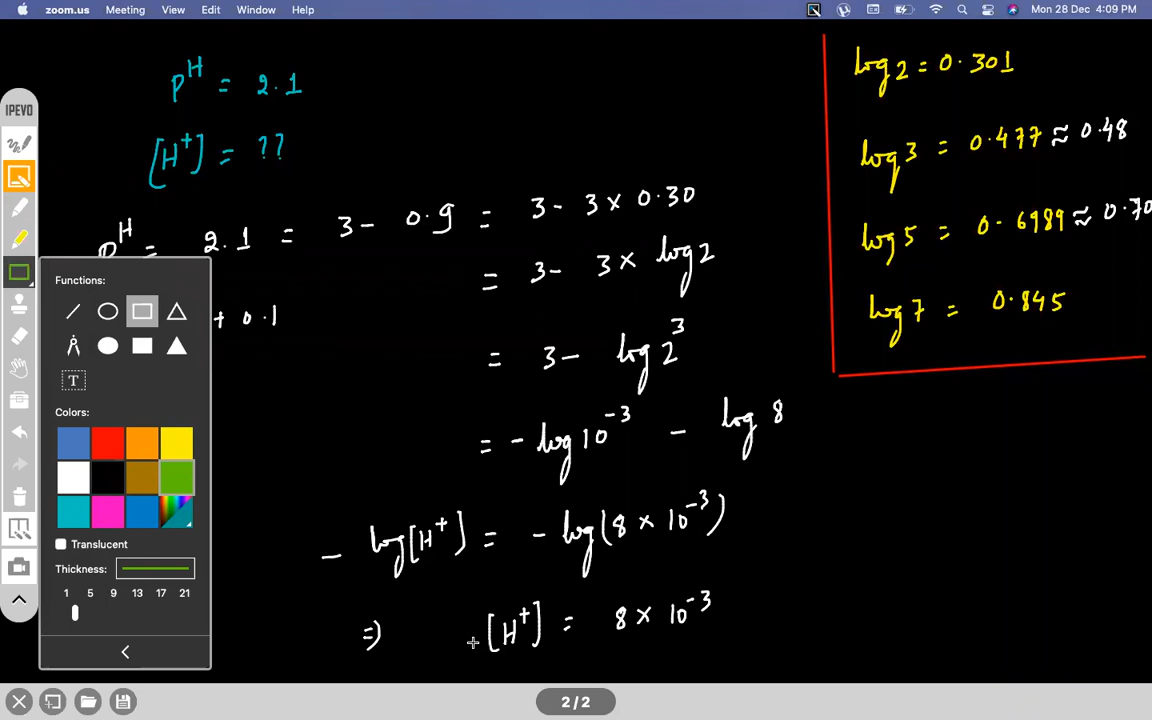 zoom.us Meeting View Edit Window Help
Mon 28 Dec 4:09 PM
IPEVO
pH = 2.1
[H⁺] = ??
pH = 2.1 = 3 - 0.9 = 3 - 3 × 0.30
+ 0.1
= 3 - 3 × log 2
= 3 - log 2³
= - log 10⁻³ - log 8
- log [H⁺] = - log (8 × 10⁻³)
⇒ [H⁺] = 8 × 10⁻³
log 2 = 0.301
log 3 = 0.477 ≈ 0.48
log 5 = 0.6989 ≈ 0.70
log 7 = 0.845
Functions:
T
Colors:
Translucent
Thickness:
1 5 9 13 17 21
2/2